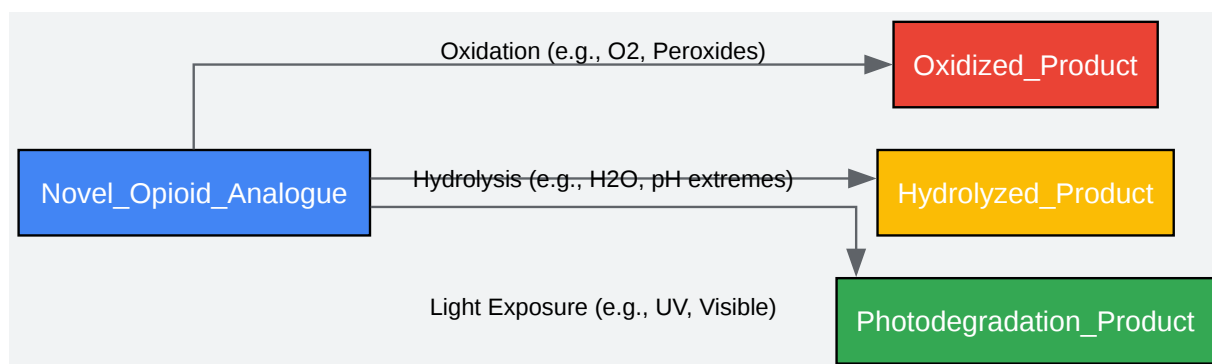 Oxidation (e.g., O2, Peroxides)
Oxidized_Product
Novel_Opioid_Analogue
Hydrolysis (e.g., H2O, pH extremes)
Hydrolyzed_Product
Light Exposure (e.g., UV, Visible)
Photodegradation_Product